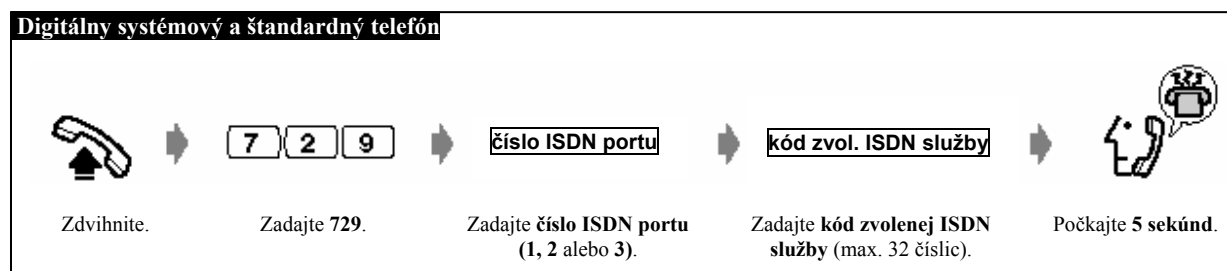 Digitálny systémový a štandardný telefón
7 2 9
číslo ISDN portu
kód zvol. ISDN služby
Zdvihnite.
Zadajte 729.
Zadajte číslo ISDN portu
(1, 2 alebo 3).
Zadajte kód zvolenej ISDN
služby (max. 32 číslic).
Počkajte 5 sekúnd.